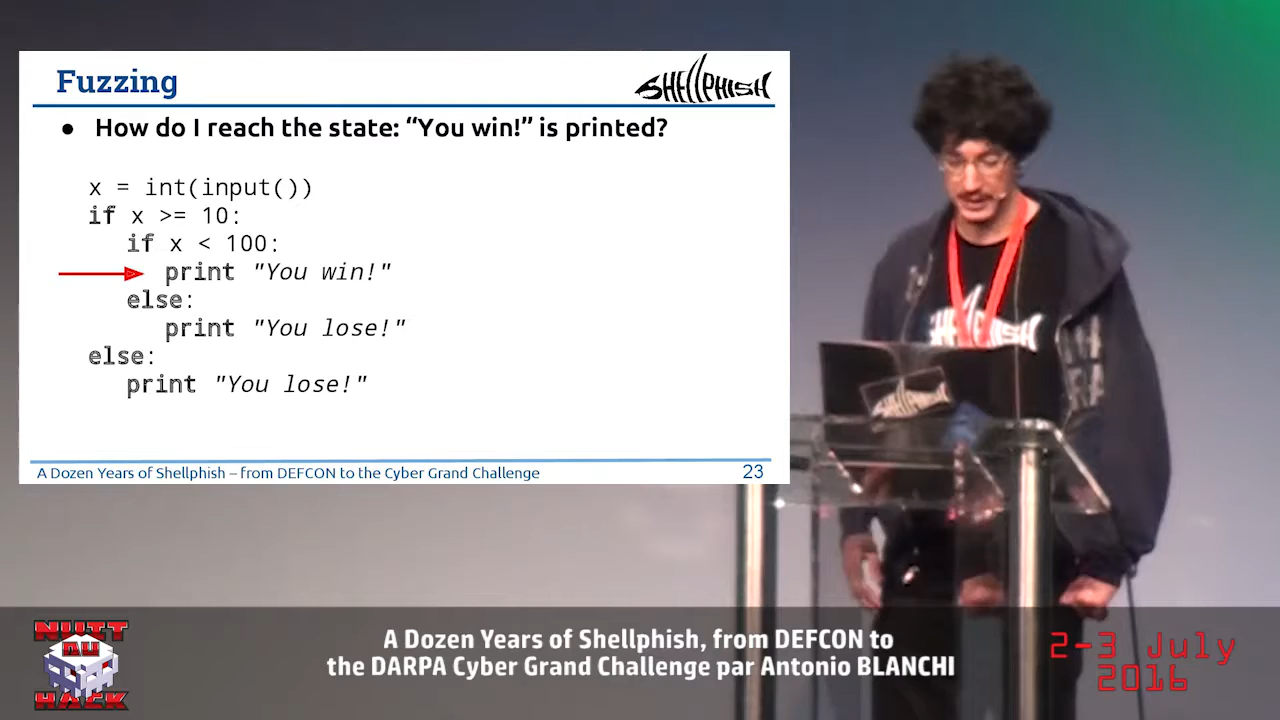 Fuzzing
SHELLPHISH
● How do I reach the state: “You win!” is printed?
x = int(input())
if x >= 10:
if x < 100:
print "You win!"
else:
print "You lose!"
else:
print "You lose!"
A Dozen Years of Shellphish – from DEFCON to the Cyber Grand Challenge
23
SHELLPHISH
SHELLPHISH
NUIT
DU
HACK
A Dozen Years of Shellphish, from DEFCON to
the DARPA Cyber Grand Challenge par Antonio BLANCHI
2-3 July
2016